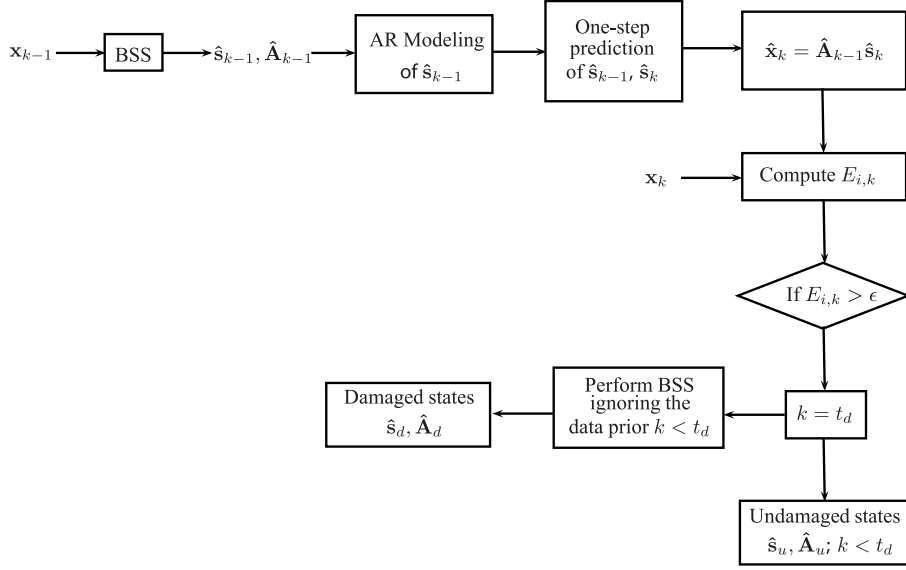 x_{k−1}
BSS
ŝ_{k−1}, Â_{k−1}
AR Modeling
of ŝ_{k−1}
One-step
prediction
of ŝ_{k−1}, ŝ_k
x̂_k = Â_{k−1}ŝ_k
x_k
Compute E_{i,k}
If E_{i,k} > ϵ
k = t_d
Perform BSS
ignoring the
data prior k < t_d
Damaged states
ŝ_d, Â_d
Undamaged states
ŝ_u, Â_u; k < t_d